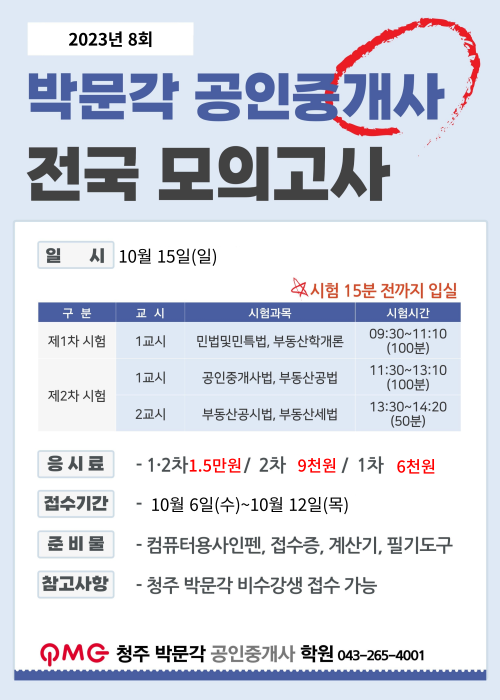 2023년 8회
박문각 공인중개사
전국 모의고사
일 시 10월 15일(일)
시험 15분 전까지 입실
구 분 교 시 시험과목 시험시간
제1차 시험 1교시 민법및민특법, 부동산학개론 09:30~11:10 (100분)
제2차 시험 1교시 공인중개사법, 부동산공법 11:30~13:10 (100분)
2교시 부동산공시법, 부동산세법 13:30~14:20 (50분)
응 시 료 - 1·2차 1.5만원 / 2차 9천원 / 1차 6천원
접수기간 - 10월 6일(수)~10월 12일(목)
준 비 물 - 컴퓨터용사인펜, 접수증, 계산기, 필기도구
참고사항 - 청주 박문각 비수강생 접수 가능
PMG 청주 박문각 공인중개사 학원 043-265-4001